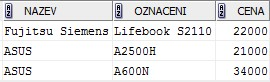 NAZEV OZNACENI CENA
Fujitsu Siemens Lifebook S2110 22000
ASUS A2500H 21000
ASUS A600N 34000